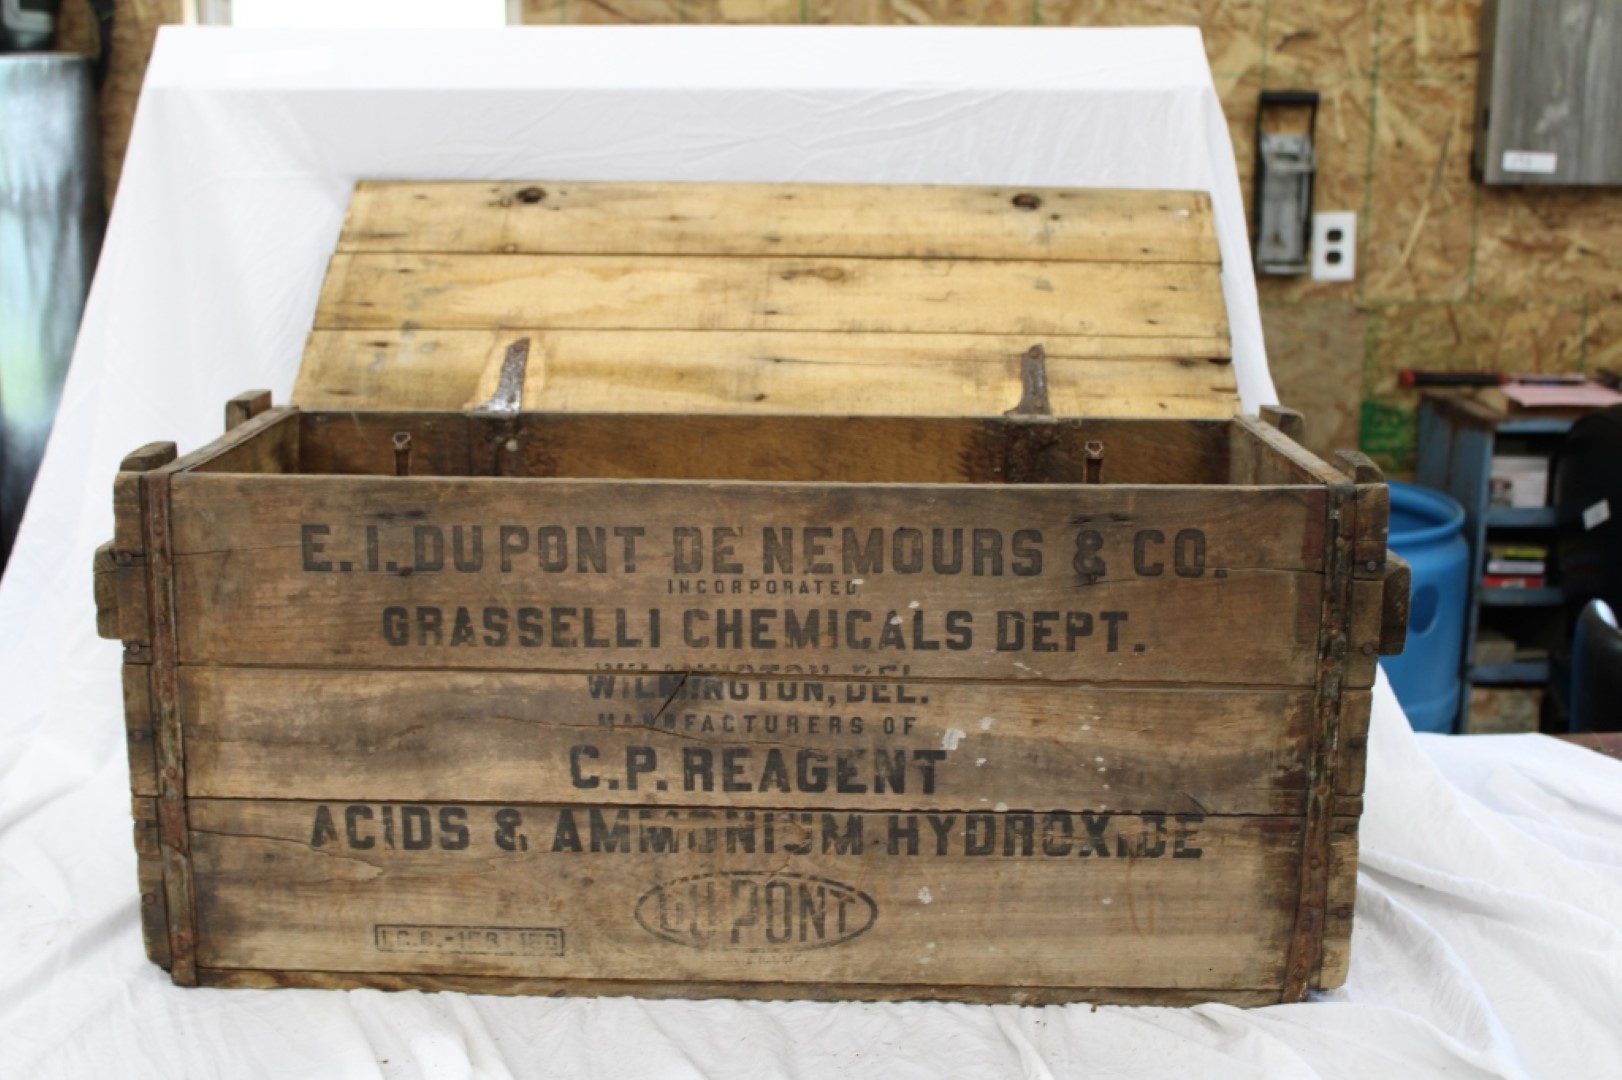 E. I. DU PONT DE NEMOURS & CO.
INCORPORATED
GRASSELLI CHEMICALS DEPT.
WILMINGTON, DEL.
MANUFACTURERS OF
C.P. REAGENT
ACIDS & AMMONIUM HYDROXIDE
DU PONT